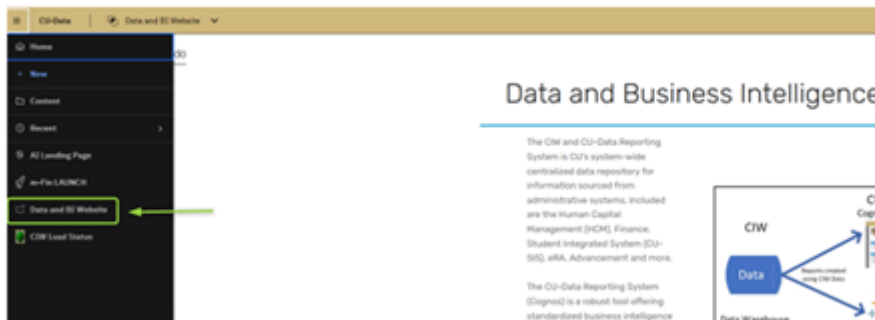 CU-Data Data and BI Website
Home
New
Content
Recent
AI Landing Page
m-Fin LAUNCH
Data and BI Website
CIW Load Status
do
Data and Business Intelligence
The CIW and CU-Data Reporting
System is CU's system-wide
centralized data repository for
information sourced from
administrative systems, included
are the Human Capital
Management (HCM), Finance,
Student Integrated System (CU-
SIS), eRA, Advancement and more.
The CU-Data Reporting System
(Cognos) is a robust tool offering
standardized business intelligence
CIW
Data
Data Warehouse
Reports created
using CIW Data
C
Cogn